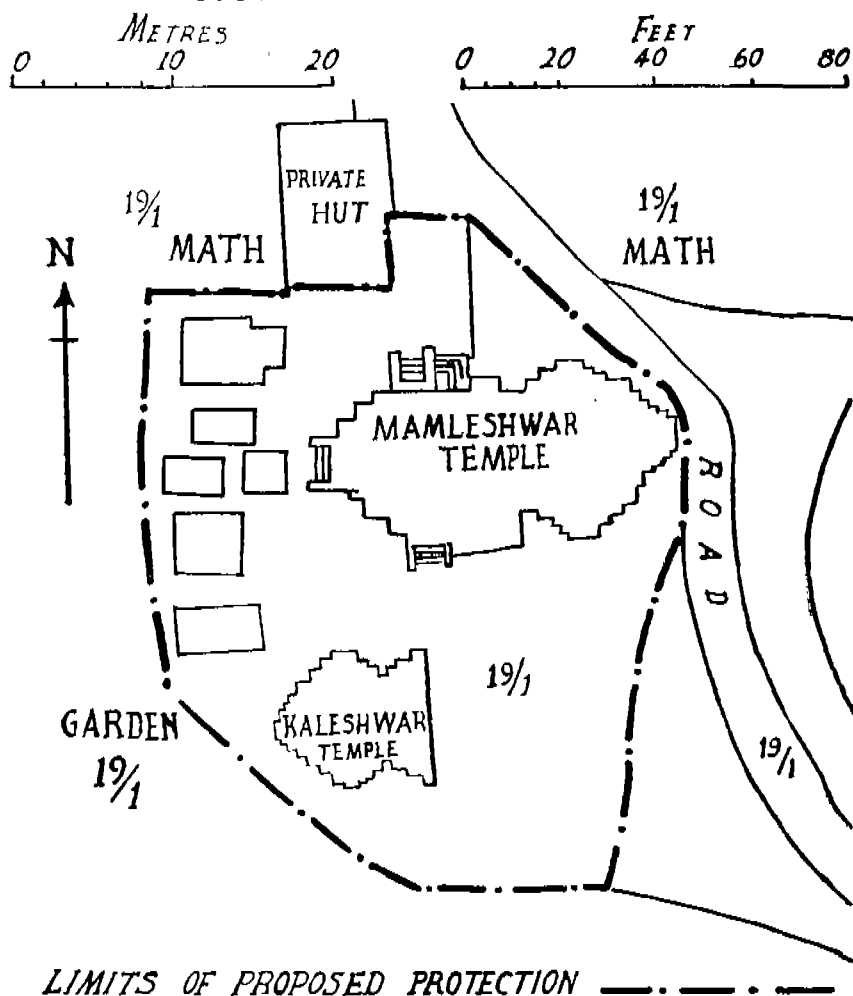 METRES FEET
0 10 20 0 20 40 60 80
PRIVATE
HUT
19/1
MATH
19/1
MATH
N
MAMLESHWAR
TEMPLE
ROAD
19/1
KALESHWAR
TEMPLE
GARDEN
19/1
19/1
LIMITS OF PROPOSED PROTECTION